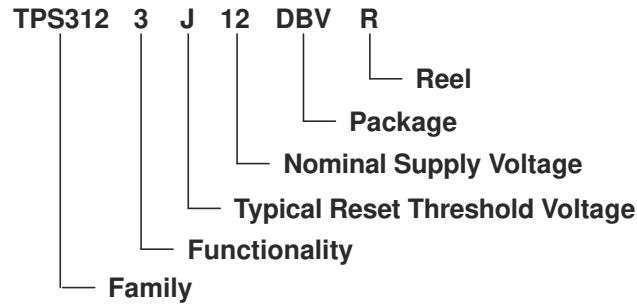 TPS312 3 J 12 DBV R
Reel
Package
Nominal Supply Voltage
Typical Reset Threshold Voltage
Functionality
Family